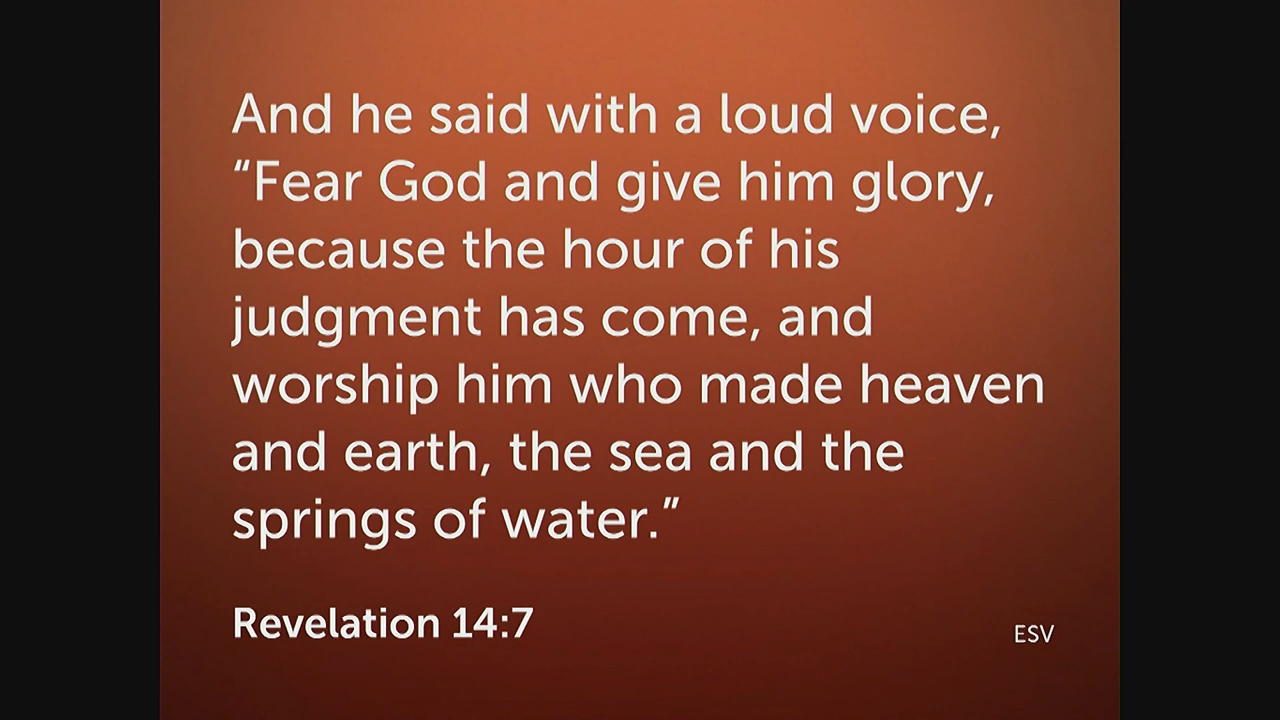 And he said with a loud voice,
“Fear God and give him glory,
because the hour of his
judgment has come, and
worship him who made heaven
and earth, the sea and the
springs of water.”
Revelation 14:7
ESV